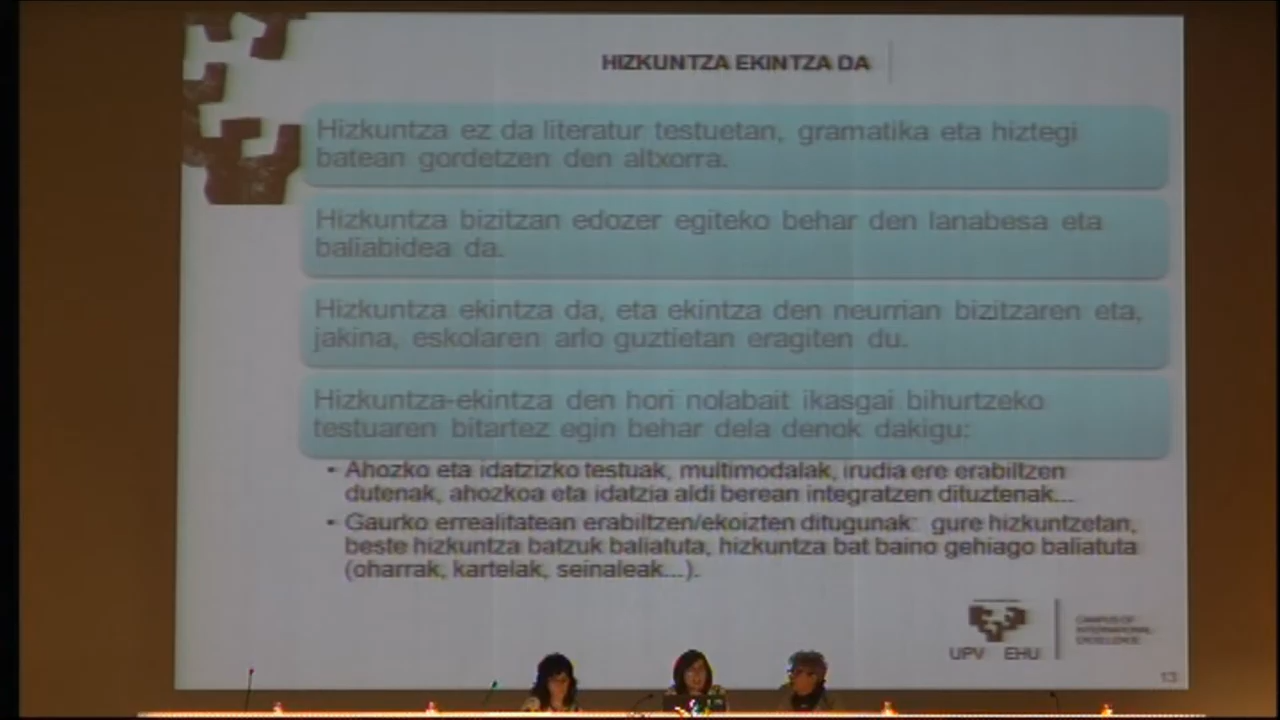 HIZKUNTZA EKINTZA DA
Hizkuntza ez da literatur testuetan, gramatika eta hiztegi
batean gordetzen den altxorra.
Hizkuntza bizitzan edozer egiteko behar den lanabesa eta
baliabidea da.
Hizkuntza ekintza da, eta ekintza den neurrian bizitzaren eta,
jakina, eskolaren arlo guztietan eragiten du.
Hizkuntza-ekintza den hori nolabait ikasgai bihurtzeko
testuaren bitartez egin behar dela denok dakigu:
• Ahozko eta idatzizko testuak, multimodalak, irudia ere erabiltzen
dutenak, ahozkoa eta idatzia aldi berean integratzen dituztenak...
• Gaurko errealitatean erabiltzen/ekoizten ditugunak: gure hizkuntzetan,
beste hizkuntza batzuk baliatuta, hizkuntza bat baino gehiago baliatuta
(oharrak, kartelak, seinaleak...).
CAMPUS OF
INTERNATIONAL
EXCELLENCE
UPV EHU
13